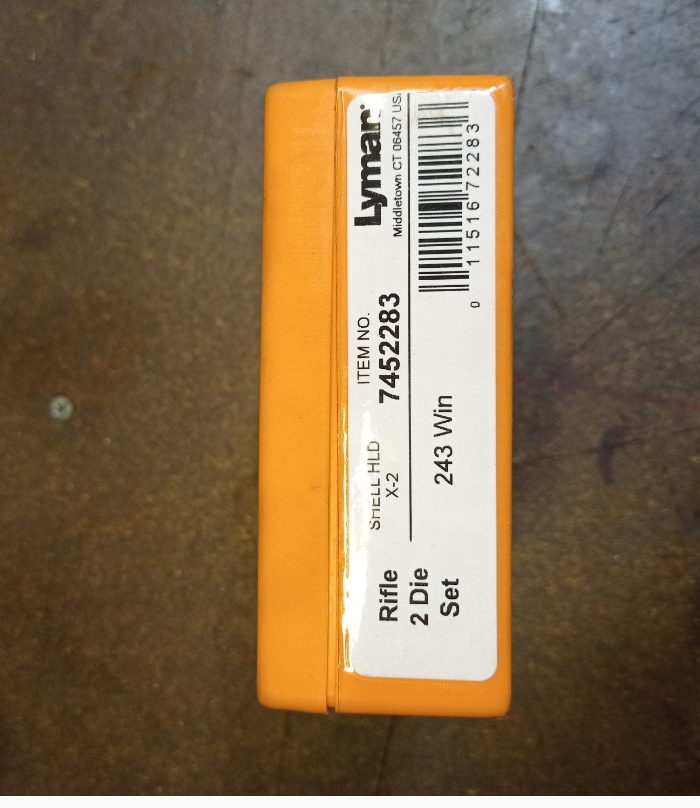 Rifle
2 Die
Set
SHELL HLD
X-2
ITEM NO.
7452283
Lyman
Middletown CT 06457 US
243 Win
0 11516 72283